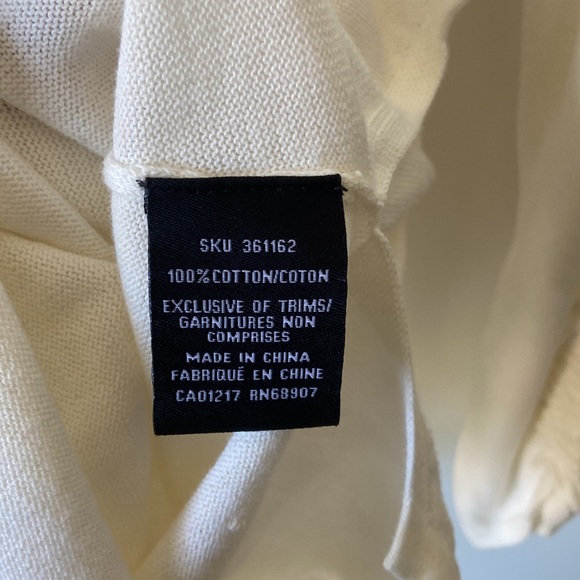 SKU 361162
100% COTTON/COTON
EXCLUSIVE OF TRIMS/
GARNITURES NON
COMPRISES
MADE IN CHINA
FABRIQUÉ EN CHINE
CA01217 RN68907